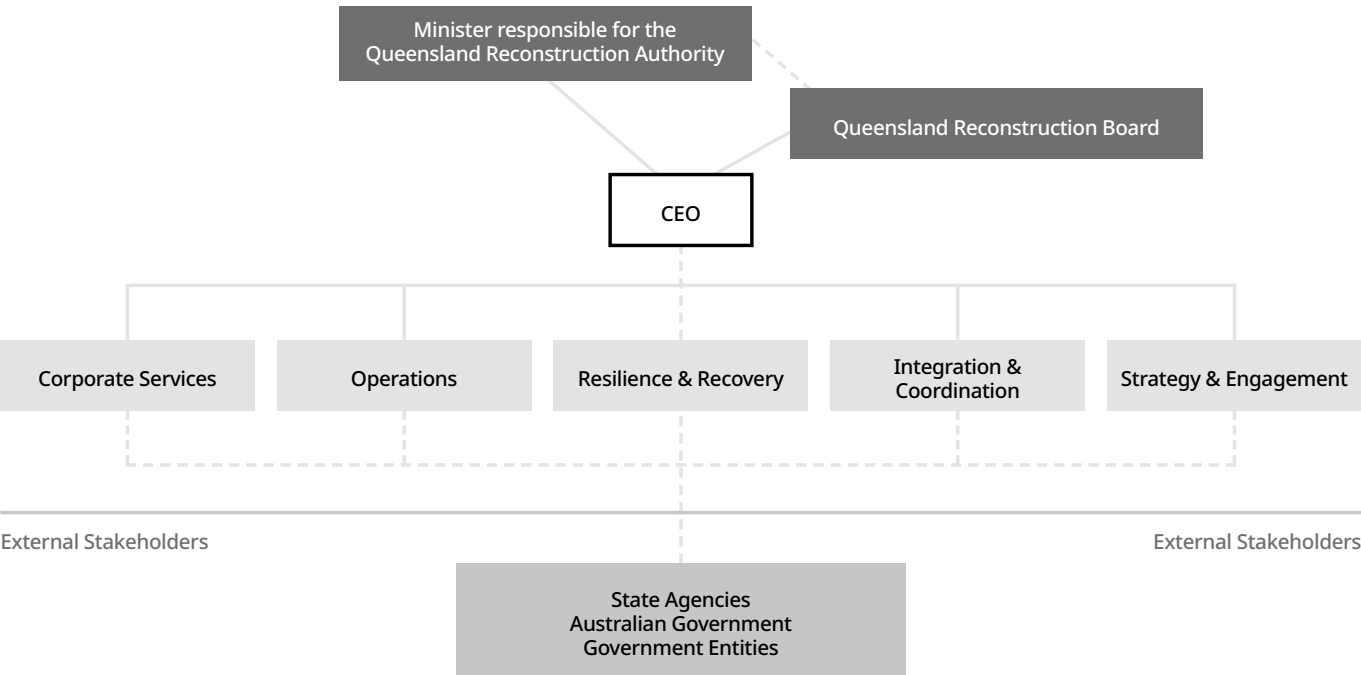 Minister responsible for the
Queensland Reconstruction Authority
Queensland Reconstruction Board
CEO
Corporate Services
Operations
Resilience & Recovery
Integration &
Coordination
Strategy & Engagement
External Stakeholders
External Stakeholders
State Agencies
Australian Government
Government Entities